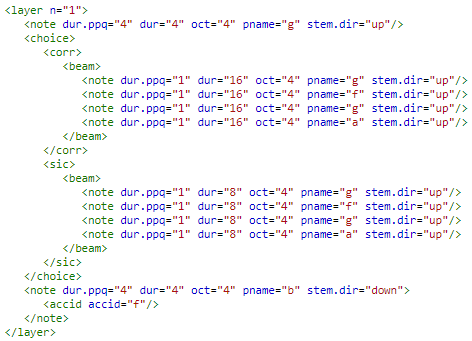 <layer n="1">
<note dur.ppq="4" dur="4" oct="4" pname="g" stem.dir="up"/>
<choice>
<corr>
<beam>
<note dur.ppq="1" dur="16" oct="4" pname="g" stem.dir="up"/>
<note dur.ppq="1" dur="16" oct="4" pname="f" stem.dir="up"/>
<note dur.ppq="1" dur="16" oct="4" pname="g" stem.dir="up"/>
<note dur.ppq="1" dur="16" oct="4" pname="a" stem.dir="up"/>
</beam>
</corr>
<sic>
<beam>
<note dur.ppq="1" dur="8" oct="4" pname="g" stem.dir="up"/>
<note dur.ppq="1" dur="8" oct="4" pname="f" stem.dir="up"/>
<note dur.ppq="1" dur="8" oct="4" pname="g" stem.dir="up"/>
<note dur.ppq="1" dur="8" oct="4" pname="a" stem.dir="up"/>
</beam>
</sic>
</choice>
<note dur.ppq="4" dur="4" oct="4" pname="b" stem.dir="down">
<accid accid="f"/>
</note>
</layer>